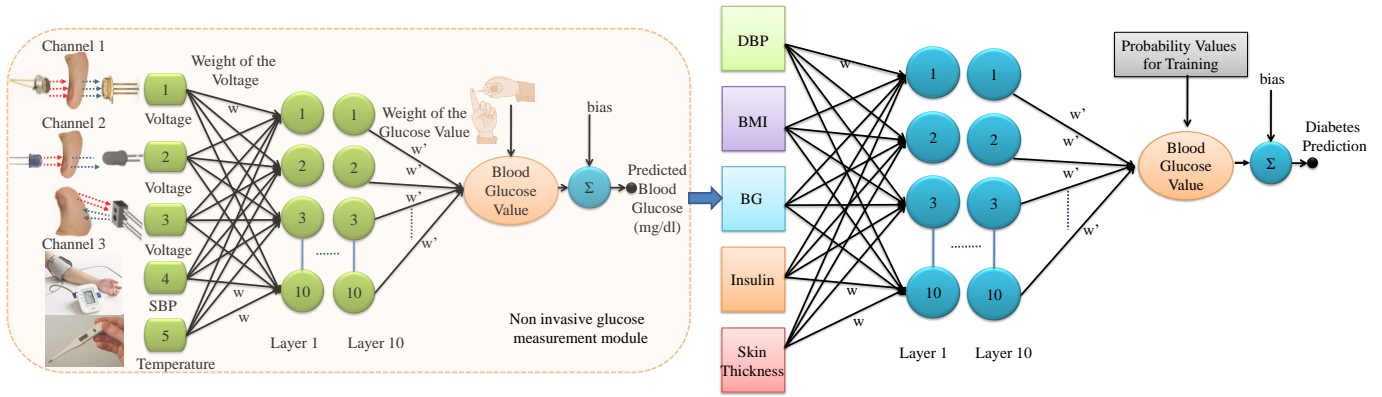 Channel 1
1
Voltage
Channel 2
2
Voltage
3
Voltage
Channel 3
4
SBP
5
Temperature
Weight of the
Voltage
w
w
w
1
2
3
10
Layer 1
......
1
2
3
10
Layer 10
Weight of the
Glucose Value
w'
w'
w'
w'
Blood
Glucose
Value
bias
Σ
Predicted
Blood
Glucose
(mg/dl)
Non invasive glucose
measurement module
DBP
BMI
BG
Insulin
Skin
Thickness
w
w
w
1
2
3
10
Layer 1
1
2
3
10
Layer 10
w'
w'
w'
w'
Probability Values
for Training
Blood
Glucose
Value
bias
Σ
Diabetes
Prediction